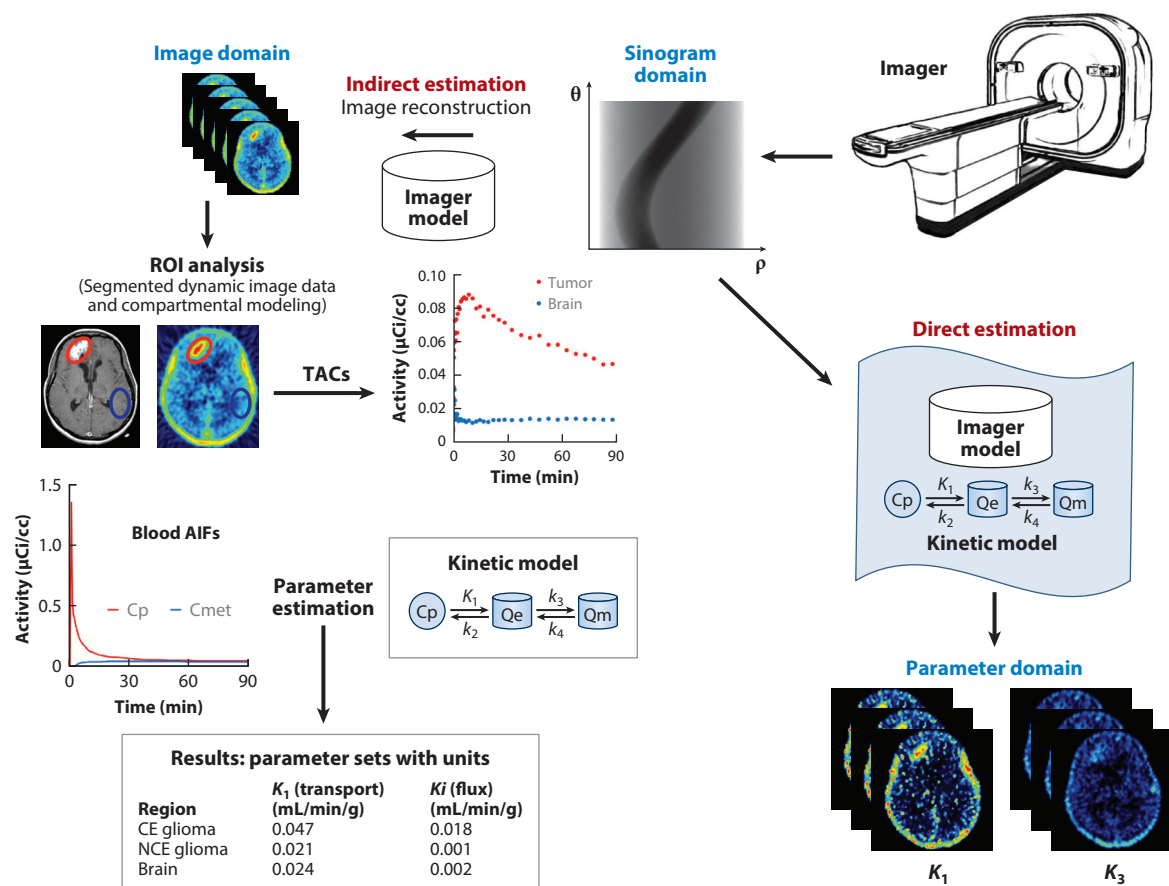 Image domain
Indirect estimation
Image reconstruction
Imager
model
Sinogram
domain
θ
ρ
Imager
ROI analysis
(Segmented dynamic image data
and compartmental modeling)
TACs
Activity (μCi/cc)
0.10
0.08
0.06
0.04
0.02
0
Tumor
Brain
0 30 60 90
Time (min)
Direct estimation
Imager
model
Cp K1 k2 Qe k3 k4 Qm
Kinetic model
Activity (μCi/cc)
1.5
1.0
0.5
0
Blood AIFs
Cp Cmet
0 30 60 90
Time (min)
Parameter
estimation
Kinetic model
Cp K1 k2 Qe k3 k4 Qm
Parameter domain
K1 K3
Results: parameter sets with units
Region K1 (transport) (mL/min/g) Ki (flux) (mL/min/g)
CE glioma 0.047 0.018
NCE glioma 0.021 0.001
Brain 0.024 0.002